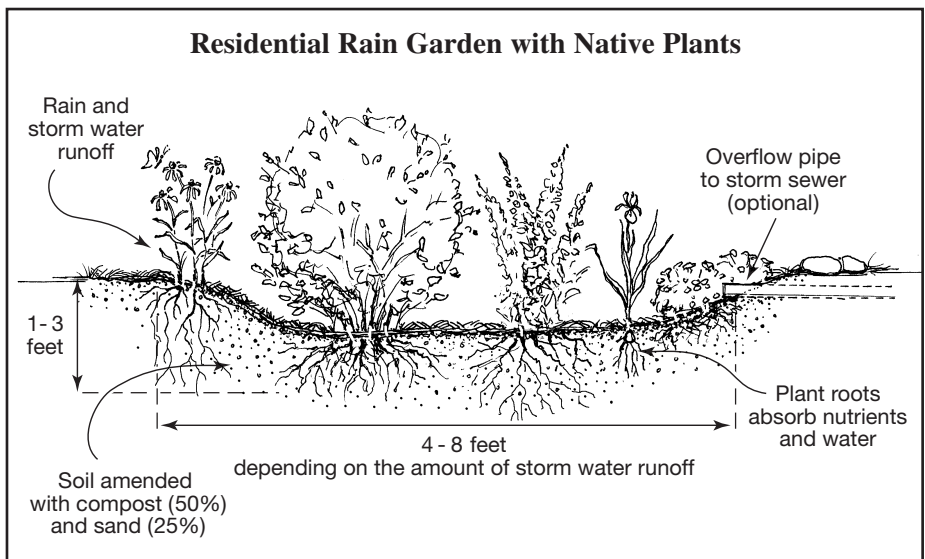 Residential Rain Garden with Native Plants
Rain and
storm water
runoff
Overflow pipe
to storm sewer
(optional)
1 - 3
feet
Plant roots
absorb nutrients
and water
4 - 8 feet
depending on the amount of storm water runoff
Soil amended
with compost (50%)
and sand (25%)